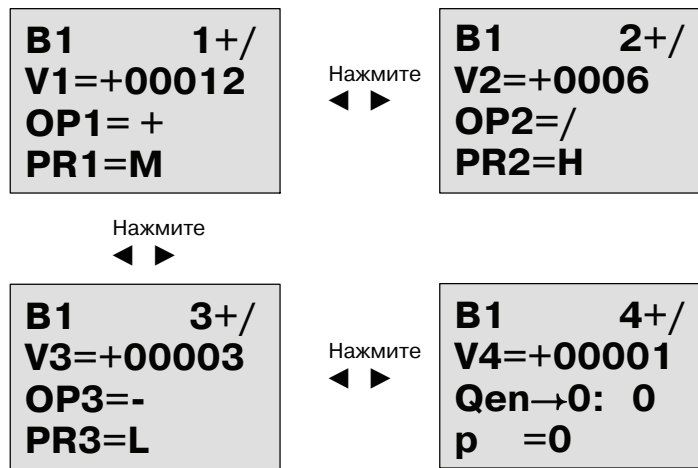 B1 1+/
V1=+00012
OP1= +
PR1=M
Нажмите
◀ ▶
B1 2+/
V2=+0006
OP2=/
PR2=H
Нажмите
◀ ▶
B1 3+/
V3=+00003
OP3=-
PR3=L
Нажмите
◀ ▶
B1 4+/
V4=+00001
Qen→0: 0
p =0